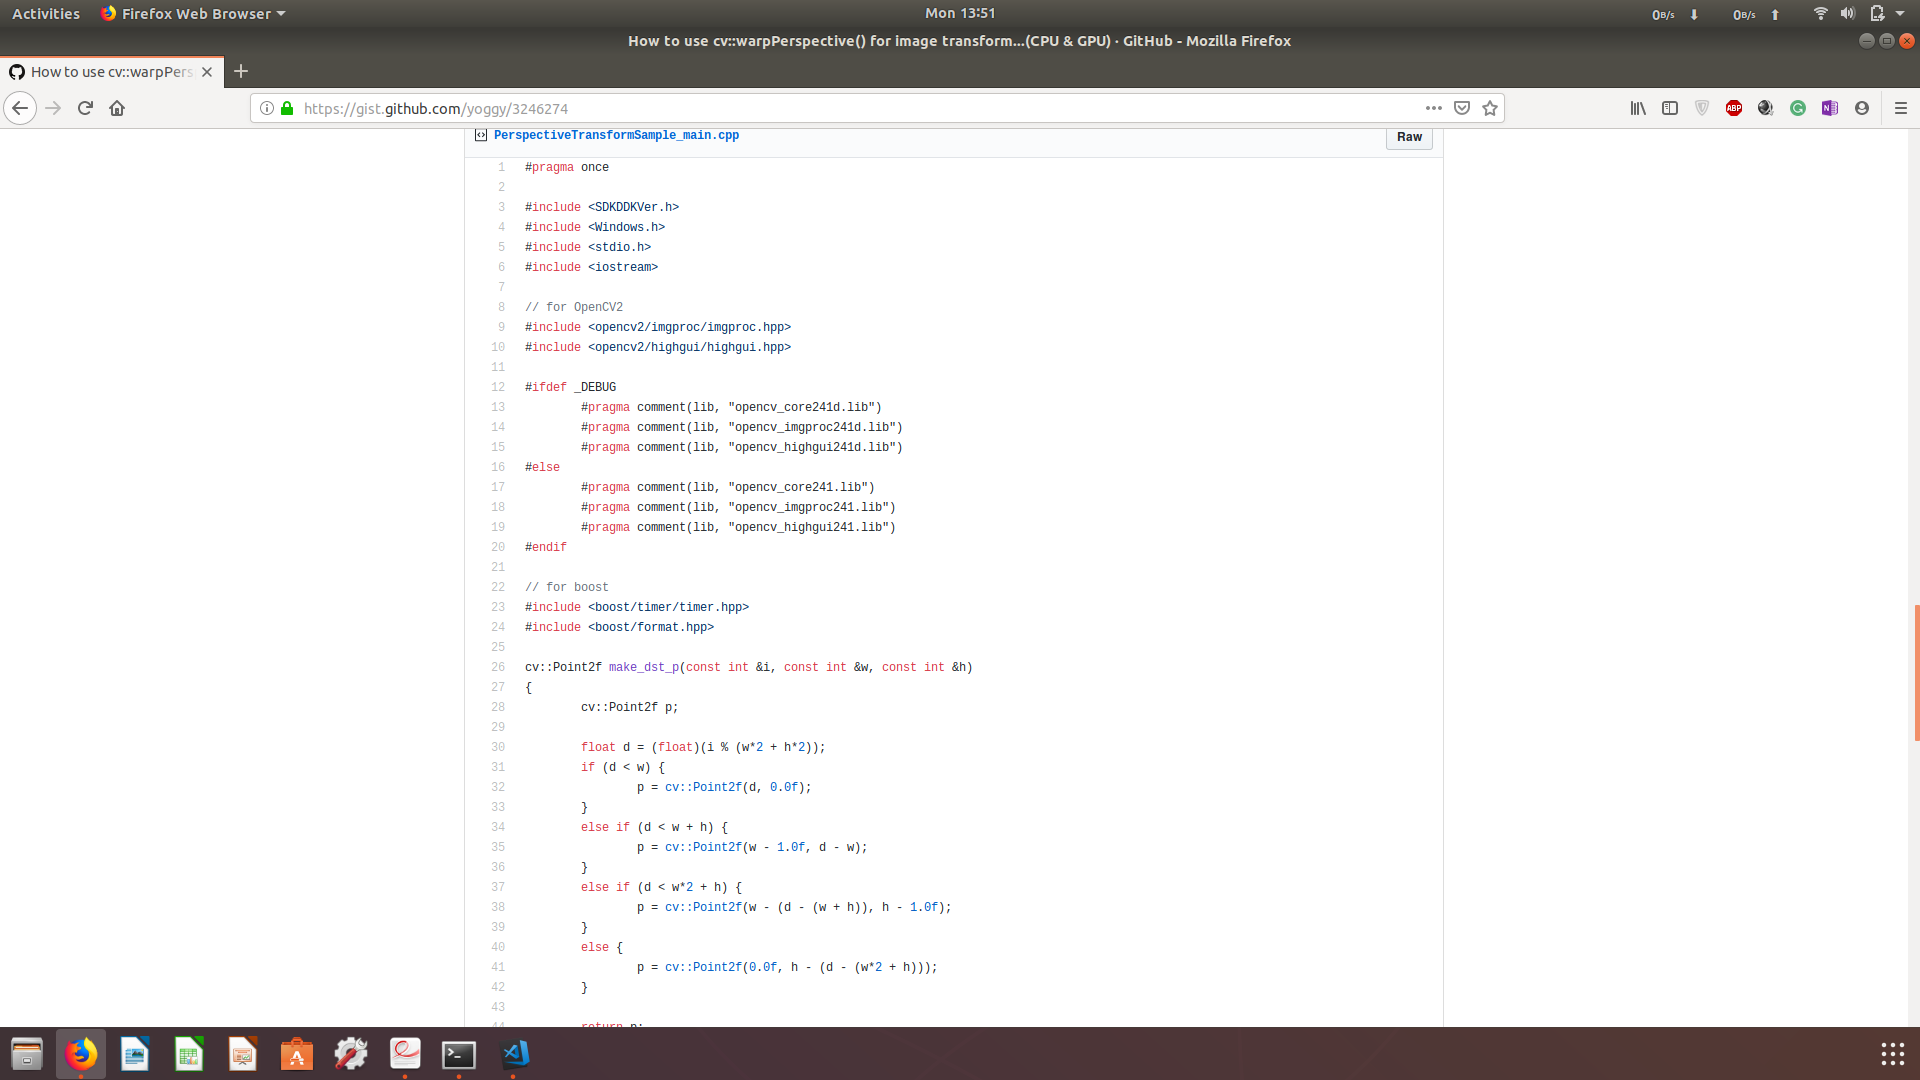 Activities Firefox Web Browser Mon 13:51 0B/s 0B/s
How to use cv::warpPerspective() for image transform...(CPU & GPU) · GitHub - Mozilla Firefox
How to use cv::warpPers
https://gist.github.com/yoggy/3246274
ABP
PerspectiveTransformSample_main.cpp Raw
1 #pragma once
2
3 #include <SDKDDKVer.h>
4 #include <Windows.h>
5 #include <stdio.h>
6 #include <iostream>
7
8 // for OpenCV2
9 #include <opencv2/imgproc/imgproc.hpp>
10 #include <opencv2/highgui/highgui.hpp>
11
12 #ifdef _DEBUG
13 #pragma comment(lib, "opencv_core241d.lib")
14 #pragma comment(lib, "opencv_imgproc241d.lib")
15 #pragma comment(lib, "opencv_highgui241d.lib")
16 #else
17 #pragma comment(lib, "opencv_core241.lib")
18 #pragma comment(lib, "opencv_imgproc241.lib")
19 #pragma comment(lib, "opencv_highgui241.lib")
20 #endif
21
22 // for boost
23 #include <boost/timer/timer.hpp>
24 #include <boost/format.hpp>
25
26 cv::Point2f make_dst_p(const int &i, const int &w, const int &h)
27 {
28 cv::Point2f p;
29
30 float d = (float)(i % (w*2 + h*2));
31 if (d < w) {
32 p = cv::Point2f(d, 0.0f);
33 }
34 else if (d < w + h) {
35 p = cv::Point2f(w - 1.0f, d - w);
36 }
37 else if (d < w*2 + h) {
38 p = cv::Point2f(w - (d - (w + h)), h - 1.0f);
39 }
40 else {
41 p = cv::Point2f(0.0f, h - (d - (w*2 + h)));
42 }
43
44 return p;